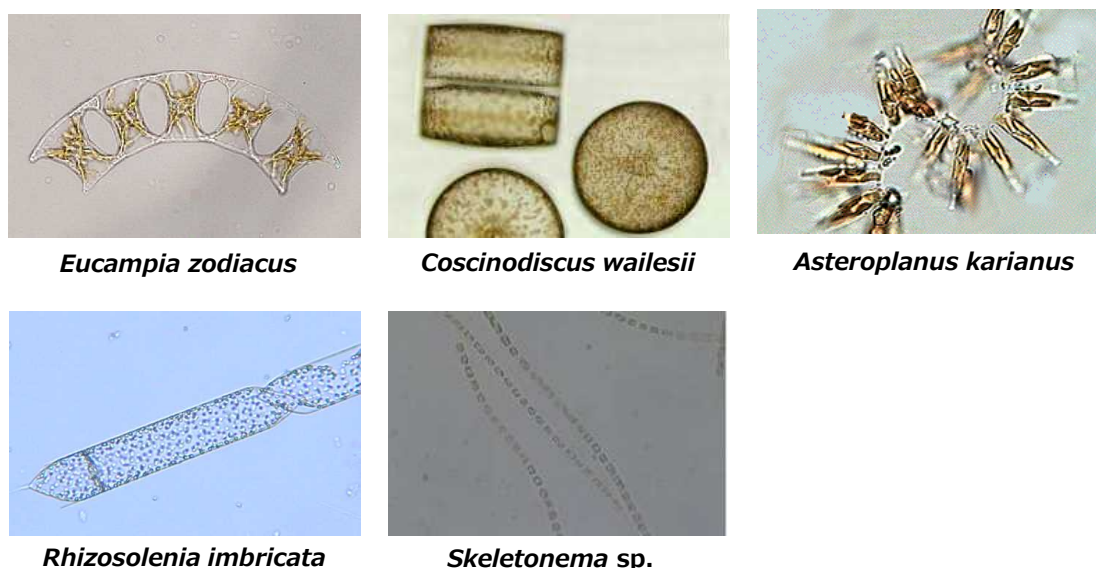 Eucampia zodiacus
Coscinodiscus wailesii
Asteroplanus karianus
Rhizosolenia imbricata
Skeletonema sp.